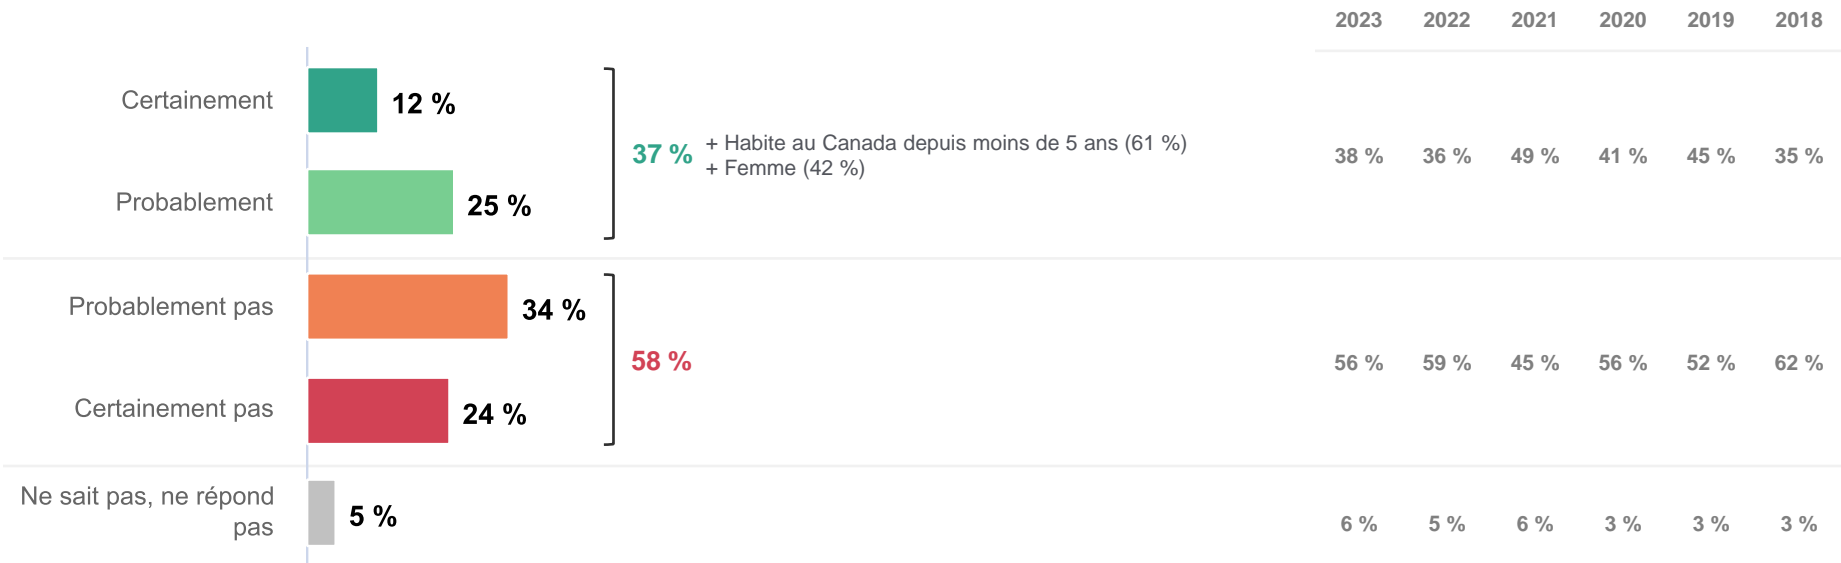 2023 2022 2021 2020 2019 2018
Certainement 12 %
Probablement 25 %
37 % + Habite au Canada depuis moins de 5 ans (61 %)
+ Femme (42 %)
38 % 36 % 49 % 41 % 45 % 35 %
Probablement pas 34 %
Certainement pas 24 %
58 %
56 % 59 % 45 % 56 % 52 % 62 %
Ne sait pas, ne répond
pas
5 %
6 % 5 % 6 % 3 % 3 % 3 %